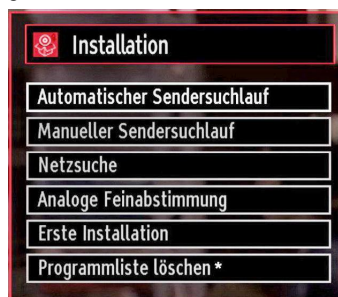 Installation
Automatischer Sendersuchlauf
Manueller Sendersuchlauf
Netzsuche
Analoge Feinabstimmung
Erste Installation
Programmliste löschen *